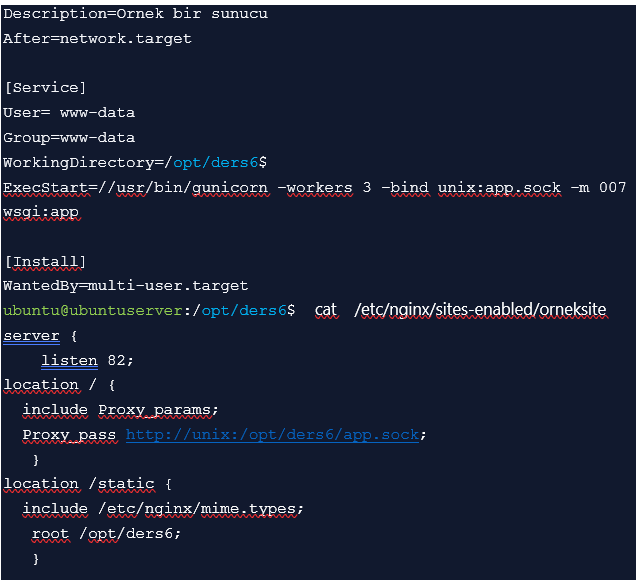 Description=Ornek bir sunucu
After=network.target
[Service]
User= www-data
Group=www-data
WorkingDirectory=/opt/ders6$
ExecStart=//usr/bin/gunicorn –workers 3 –bind unix:app.sock -m 007
wsgi:app
[Install]
WantedBy=multi-user.target
ubuntu@ubuntuserver:/opt/ders6$ cat /etc/nginx/sites-enabled/orneksite
server {
listen 82;
location / {
include Proxy_params;
Proxy_pass http://unix:/opt/ders6/app.sock;
}
location /static {
include /etc/nginx/mime.types;
root /opt/ders6;
}